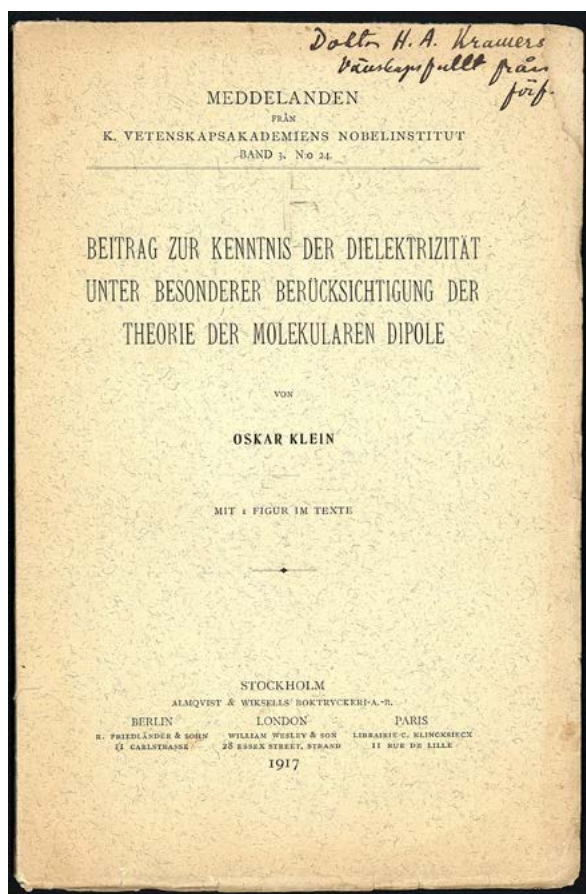 Doktor H. A. Kramers
Vänskapsfullt från
förf.
MEDDELANDEN
FRÅN
K. VETENSKAPSAKADEMIENS NOBELINSTITUT
BAND 3. N:o 24.
BEITRAG ZUR KENNTNIS DER DIELEKTRIZITÄT
UNTER BESONDERER BERÜCKSICHTIGUNG DER
THEORIE DER MOLEKULAREN DIPOLE
VON
OSKAR KLEIN
MIT 1 FIGUR IM TEXTE
STOCKHOLM
ALMQVIST & WIKSELLS BOKTRYCKERI-A.-B.
BERLIN LONDON PARIS
R. FRIEDLÄNDER & SOHN WILLIAM WESLEY & SON LIBRAIRIE C. KLINCKSIECK
11 CARLSTRASSE 28 ESSEX STREET, STRAND 11 RUE DE LILLE
1917